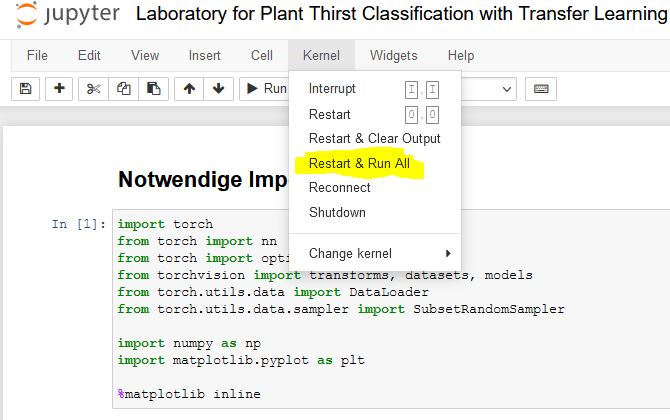 jupyter Laboratory for Plant Thirst Classification with Transfer Learning
File Edit View Insert Cell Kernel Widgets Help
Run
Interrupt I,I
Restart 0,0
Restart & Clear Output
Restart & Run All
Reconnect
Shutdown
Change kernel
Notwendige Imp
In [1]: import torch
from torch import nn
from torch import opti
from torchvision import transforms, datasets, models
from torch.utils.data import DataLoader
from torch.utils.data.sampler import SubsetRandomSampler
import numpy as np
import matplotlib.pyplot as plt
%matplotlib inline